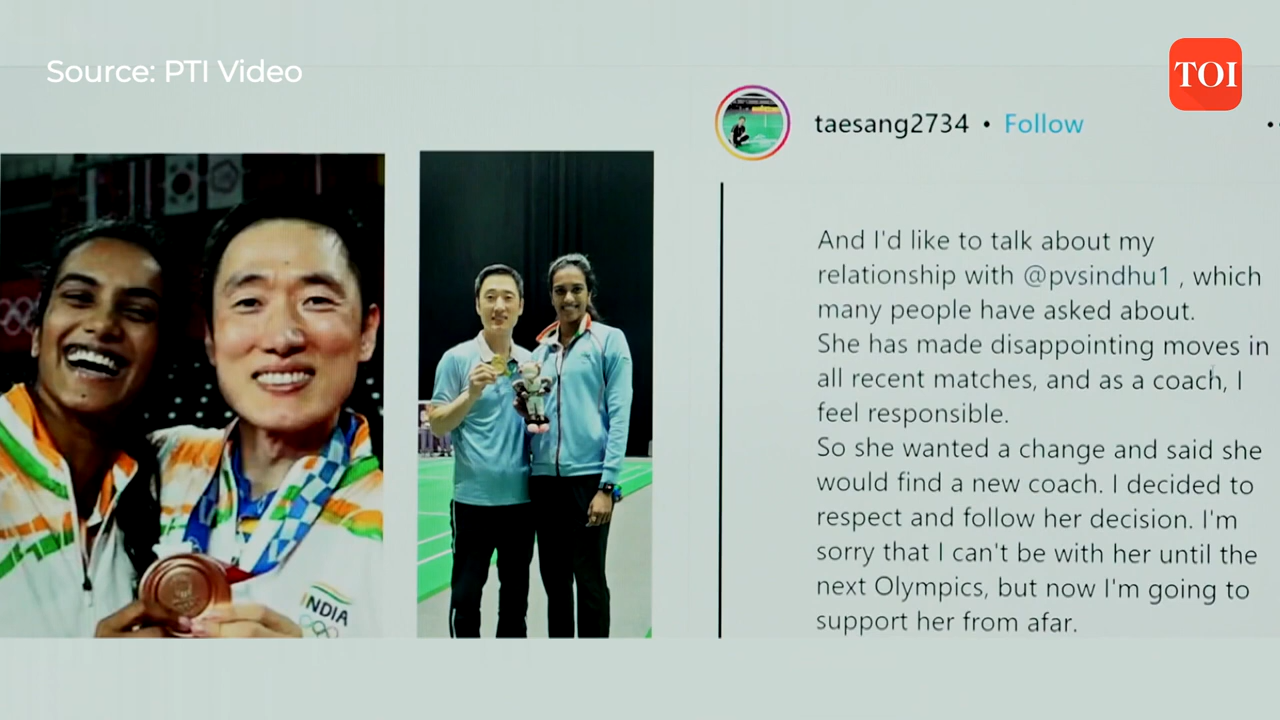 Source: PTI Video
TOI
taesang2734 • Follow
And I'd like to talk about my
relationship with @pvsindhu1 , which
many people have asked about.
She has made disappointing moves in
all recent matches, and as a coach, I
feel responsible.
So she wanted a change and said she
would find a new coach. I decided to
respect and follow her decision. I'm
sorry that I can't be with her until the
next Olympics, but now I'm going to
support her from afar.
INDIA